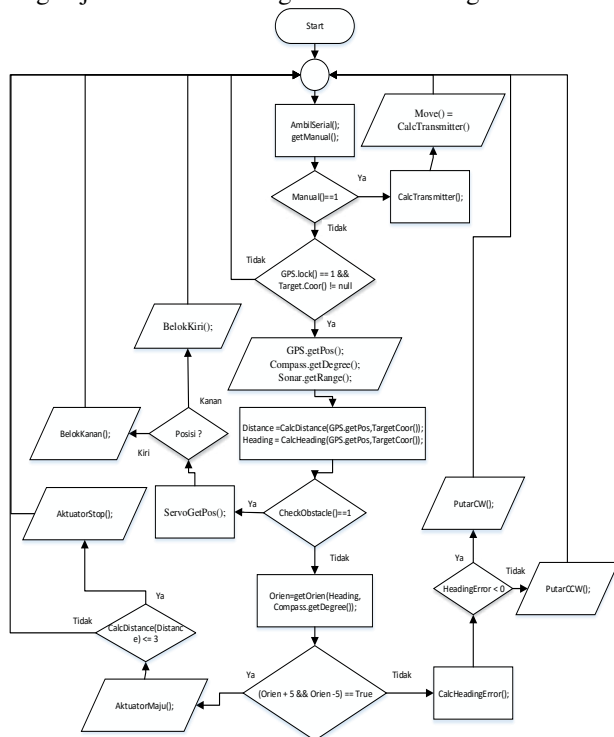 Start
AmbilSerial();
getManual();
Move() =
CalcTransmitter()
Manual()==1
Ya
CalcTransmitter();
Tidak
GPS.lock() == 1 &&
Target.Coor() != null
Tidak
Ya
GPS.getPos();
Compass.getDegree();
Sonar.getRange();
BelokKiri();
Kanan
Distance =CalcDistance(GPS.getPos,TargetCoor());
Heading = CalcHeading(GPS.getPos,TargetCoor());
BelokKanan();
Posisi ?
Kiri
CheckObstacle()==1
Ya
ServoGetPos();
Tidak
AktuatorStop();
PutarCW();
Orien=getOrien(Heading,
Compass.getDegree());
Ya
HeadingError < 0
Tidak
PutarCCW();
Ya
Tidak
CalcDistance(Distanc
e) <= 3
(Orien + 5 && Orien -5) == True
Ya
Tidak
AktuatorMaju();
CalcHeadingError();